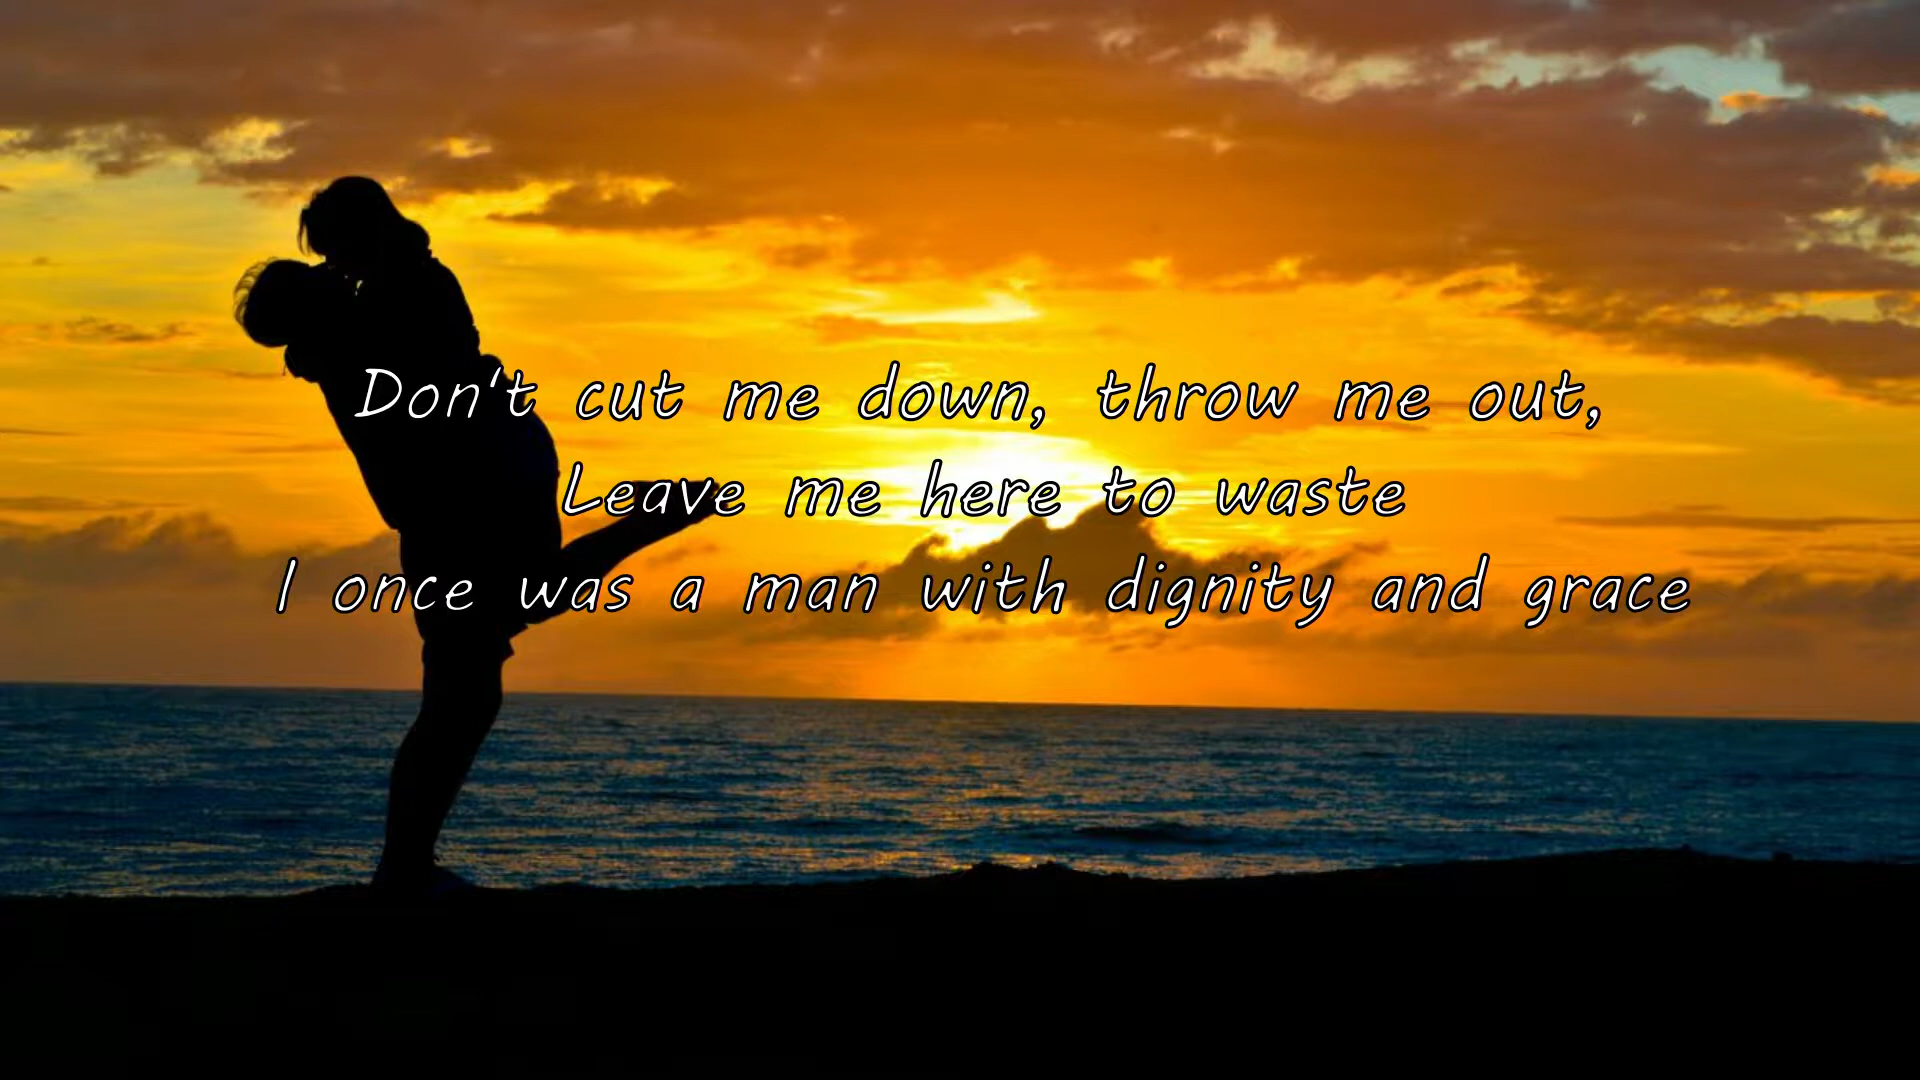 Don't cut me down, throw me out,
Leave me here to waste
I once was a man with dignity and grace